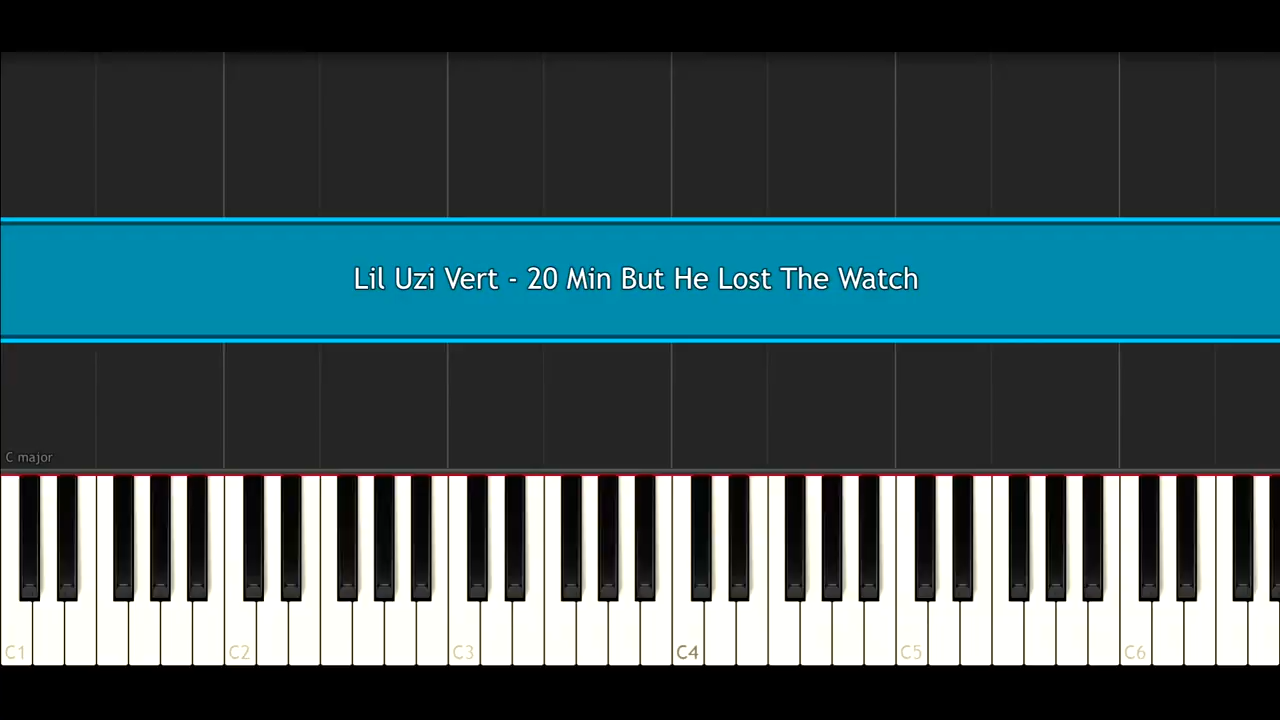 Lil Uzi Vert - 20 Min But He Lost The Watch
C major
C1 C2 C3 C4 C5 C6